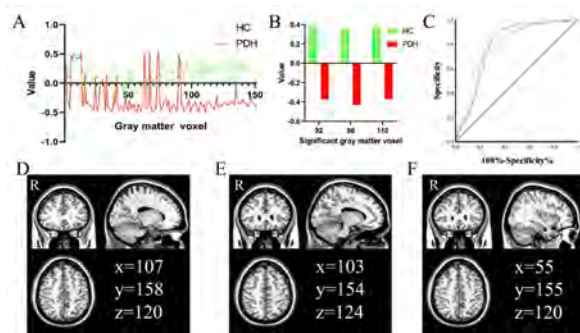 A
HC
PDH
1.0
0.5
0.0
-0.5
-1.0
Value
50
100
150
Gray matter voxel
B
HC
PDH
0.4
0.2
0.0
-0.2
-0.4
-0.6
Value
92
110
Significant gray matter voxel
C
Specificity
100%-Specificity%
D
R
x=107
y=158
z=120
E
R
x=103
y=154
z=124
F
R
x=55
y=155
z=120